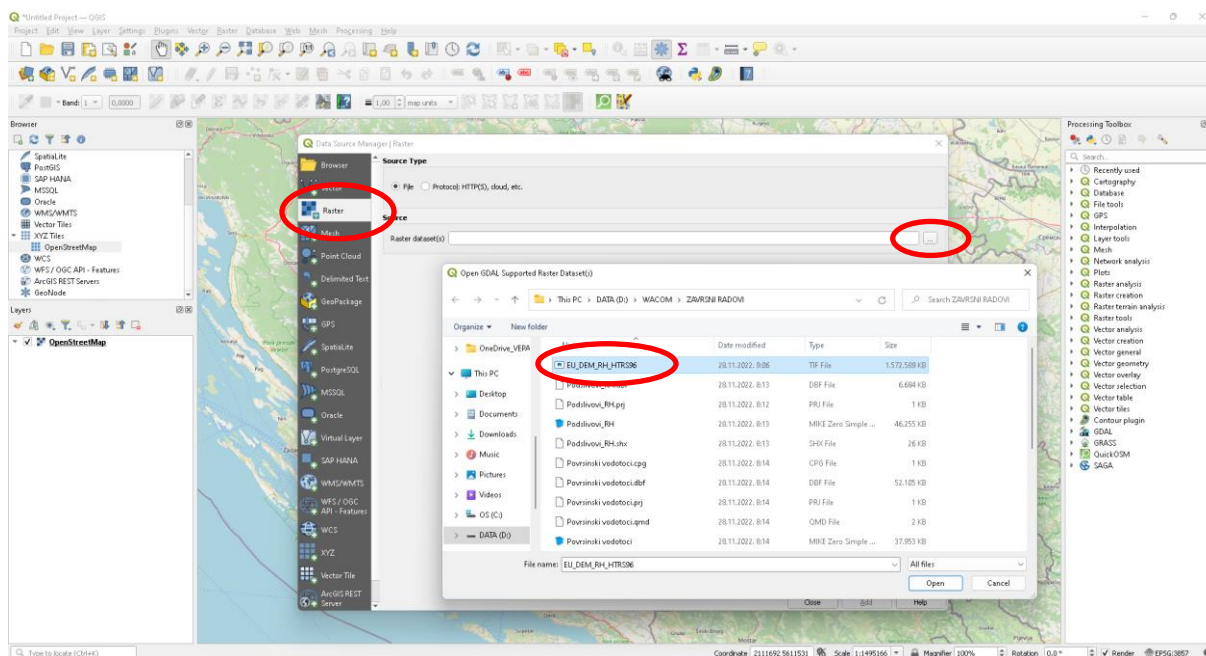 *Untitled Project — QGIS
Project Edit View Layer Settings Plugins Vector Raster Database Web Mesh Processing Help
Band: 1 0,0000 1,00 map units
Browser
SpatiaLite
PostGIS
SAP HANA
MSSQL
Oracle
WMS/WMTS
Vector Tiles
XYZ Tiles
OpenStreetMap
WCS
WFS / OGC API - Features
ArcGIS REST Servers
GeoNode
Layers
OpenStreetMap
Data Source Manager | Raster
Browser
Vector
Raster
Mesh
Point Cloud
Delimited Text
GeoPackage
GPS
SpatiaLite
PostgreSQL
MSSQL
Oracle
Virtual Layer
SAP HANA
WMS/WMTS
WFS / OGC
API - Features
WCS
XYZ
Vector Tile
ArcGIS REST
Server
Source Type
File Protocol: HTTP(S), cloud, etc.
Source
Raster dataset(s) ...
Open GDAL Supported Raster Dataset(s)
This PC > DATA (D:) > WACOM > ZAVRSNI RADOVI Search ZAVRSNI RADOVI
Organize New folder
OneDrive_VERA
This PC
Desktop
Documents
Downloads
Music
Pictures
Videos
OS (C:)
DATA (D:)
Name Date modified Type Size
EU_DEM_RH_HTRS96 28.11.2022. 9:06 TIF File 1.572.589 KB
Podslivovi_RH.dbf 28.11.2022. 8:13 DBF File 6.684 KB
Podslivovi_RH.prj 28.11.2022. 8:12 PRJ File 1 KB
Podslivovi_RH 28.11.2022. 8:13 MIKE Zero Simple ... 46.255 KB
Podslivovi_RH.shx 28.11.2022. 8:13 SHX File 26 KB
Povrsinski vodotoci.cpg 28.11.2022. 8:14 CPG File 1 KB
Povrsinski vodotoci.dbf 28.11.2022. 8:14 DBF File 52.105 KB
Povrsinski vodotoci.prj 28.11.2022. 8:14 PRJ File 1 KB
Povrsinski vodotoci.qmd 28.11.2022. 8:14 QMD File 2 KB
Povrsinski vodotoci 28.11.2022. 8:14 MIKE Zero Simple ... 37.953 KB
File name: EU_DEM_RH_HTRS96 All files
Open Cancel
Close Add Help
Processing Toolbox
Search...
Recently used
Cartography
Database
File tools
GPS
Interpolation
Layer tools
Mesh
Network analysis
Plots
Raster analysis
Raster creation
Raster terrain analysis
Raster tools
Vector analysis
Vector creation
Vector general
Vector geometry
Vector overlay
Vector selection
Vector table
Vector tiles
Contour plugin
GDAL
GRASS
QuickOSM
SAGA
Mostar
Type to locate (Ctrl+K) Coordinate 2111692 5611531 Scale 1:1495166 Magnifier 100% Rotation 0,0 ° Render EPSG:3857